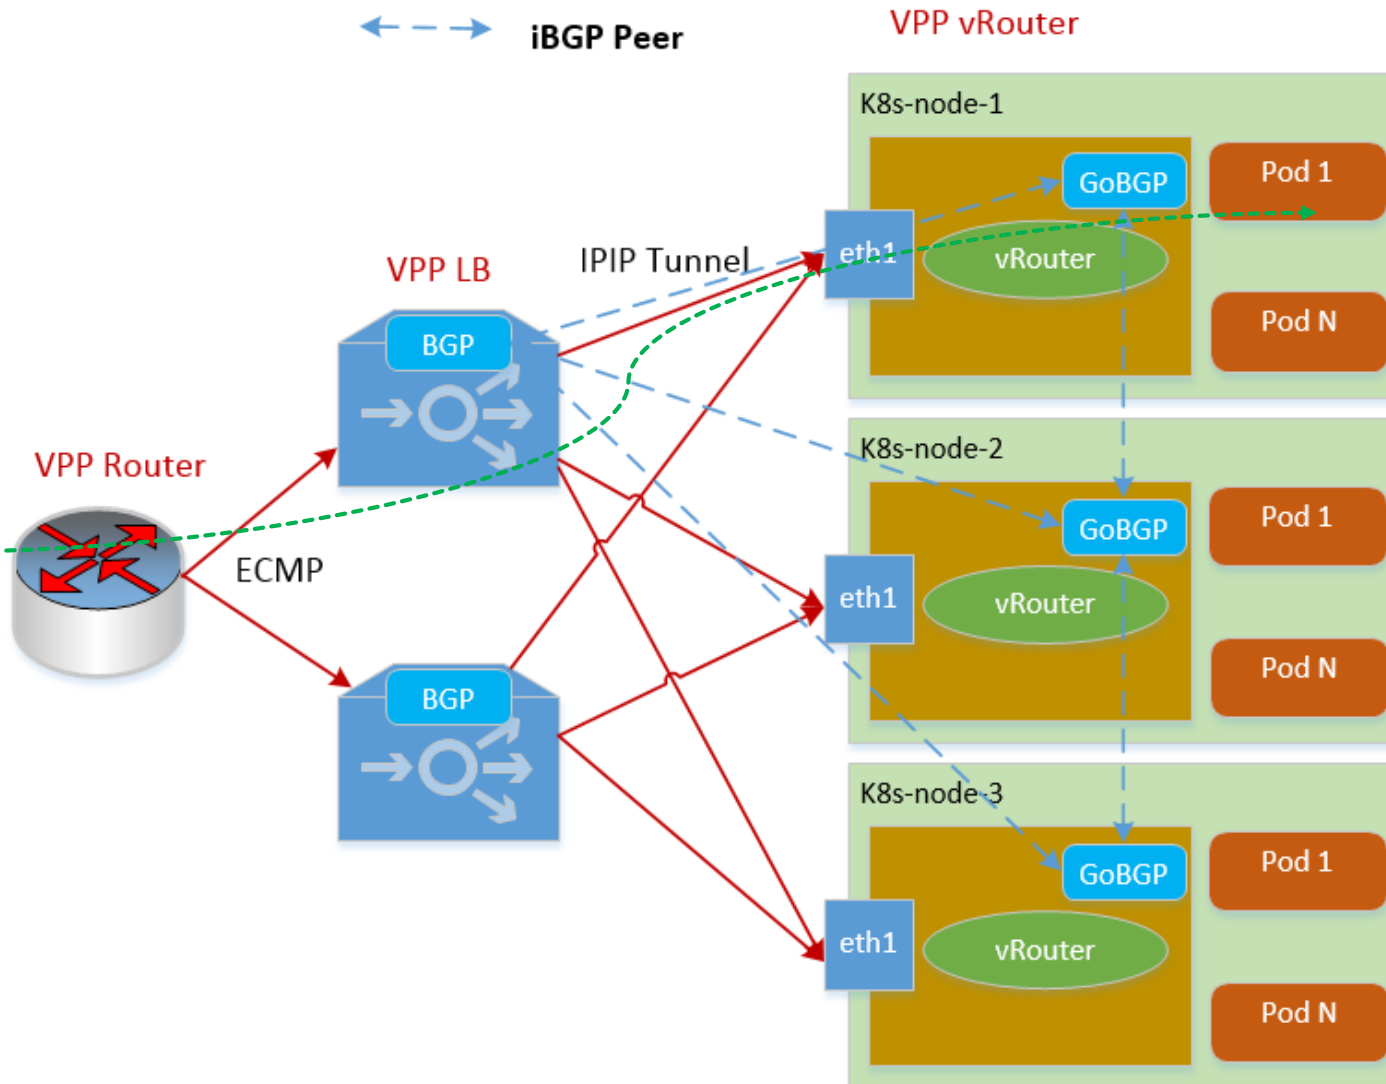 iBGP Peer
VPP vRouter
K8s-node-1
GoBGP
Pod 1
eth1
vRouter
IPIP Tunnel
VPP LB
Pod N
BGP
K8s-node-2
VPP Router
GoBGP
Pod 1
ECMP
eth1
vRouter
Pod N
BGP
K8s-node-3
GoBGP
Pod 1
eth1
vRouter
Pod N